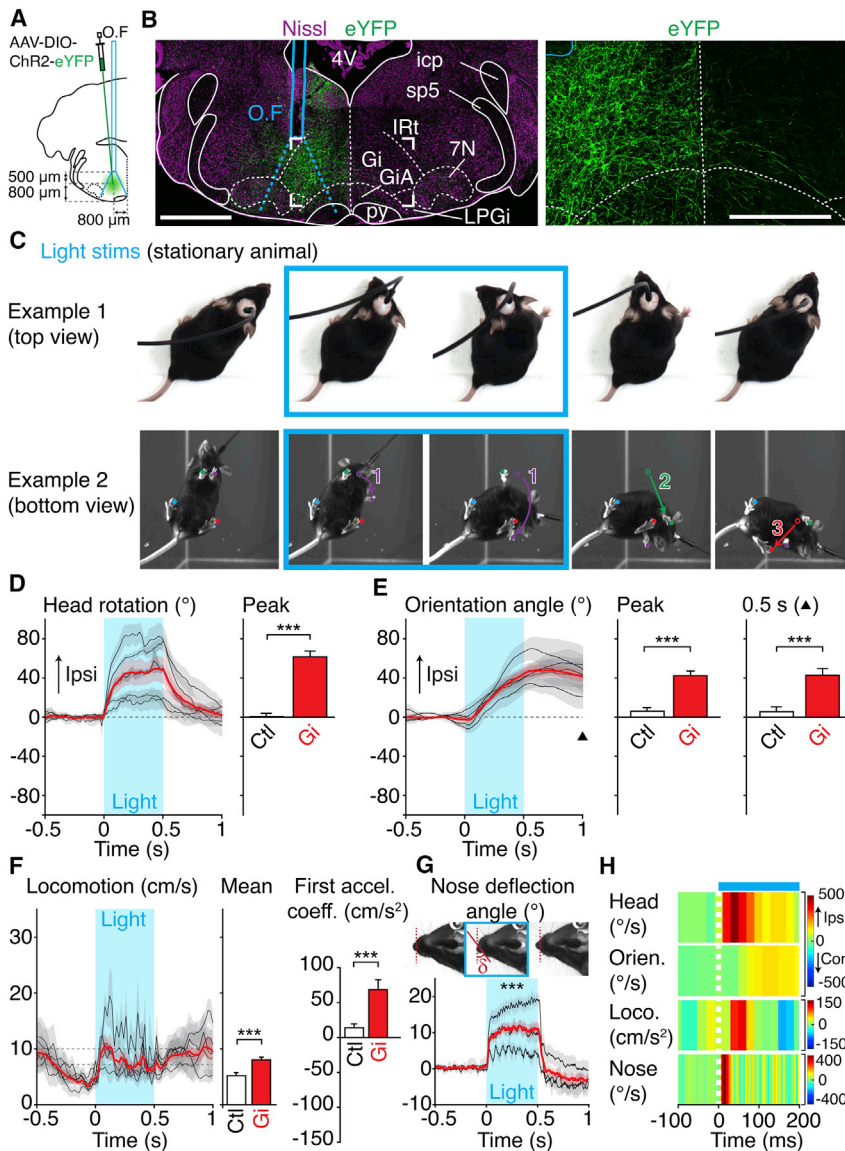 A
AAV-DIO-
ChR2-eYFP
O.F
500 µm
800 µm
800 µm
B
Nissl eYFP
4V
icp
sp5
O.F
IRt
7N
Gi
GiA
py
LPGi
eYFP
C
Light stims (stationary animal)
Example 1
(top view)
Example 2
(bottom view)
1
1
2
3
D
Head rotation (°)
Peak
80
40
0
-40
-80
Ipsi
***
Ctl
Gi
Light
-0.5 0 0.5 1
Time (s)
E
Orientation angle (°)
Peak
0.5 s (▲)
80
40
0
-40
-80
Ipsi
▲
***
Ctl
Gi
***
Ctl
Gi
Light
-0.5 0 0.5 1
Time (s)
F
Locomotion (cm/s)
Mean
Light
30
20
10
0
***
Ctl
Gi
-0.5 0 0.5 1
Time (s)
First accel.
coeff. (cm/s²)
100
50
0
-50
-100
-150
***
Ctl
Gi
G
Nose deflection
angle (°)
***
20
10
0
-10
Light
-0.5 0 0.5 1
Time (s)
H
Head
(°/s)
500
Ips
0
Con
-500
Orien.
(°/s)
Loco.
(cm/s²)
150
0
-150
Nose
(°/s)
400
0
-400
-100 0 100 200
Time (ms)